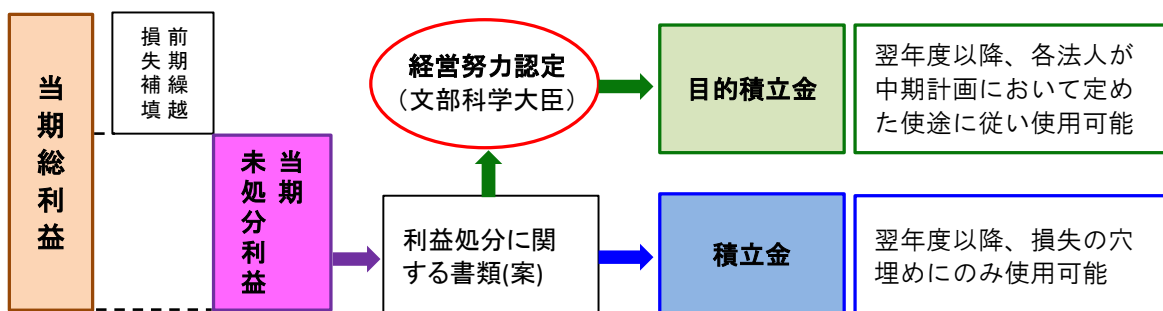 当期総利益
前期繰越
損失補填
当期
未処分利益
経営努力認定
（文部科学大臣）
利益処分に関
する書類(案)
目的積立金
翌年度以降、各法人が
中期計画において定め
た使途に従い使用可能
積立金
翌年度以降、損失の穴
埋めにのみ使用可能